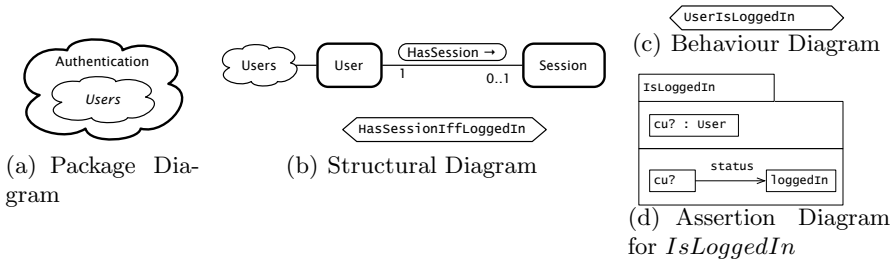 Authentication
Users
(a) Package Dia-
gram
Users
User
HasSession →
1
0..1
Session
HasSessionIffLoggedIn
(b) Structural Diagram
UserIsLoggedIn
(c) Behaviour Diagram
IsLoggedIn
cu? : User
cu?
status
loggedIn
(d) Assertion Diagram
for IsLoggedIn